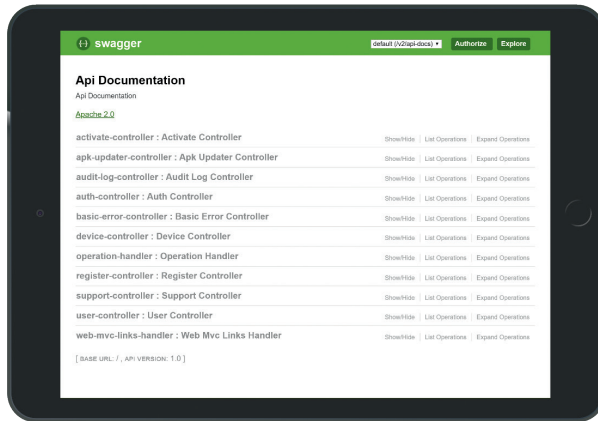 {···} swagger default (/v2/api-docs) ▾ Authorize Explore
Api Documentation
Api Documentation
Apache 2.0
activate-controller : Activate Controller Show/Hide List Operations Expand Operations
apk-updater-controller : Apk Updater Controller Show/Hide List Operations Expand Operations
audit-log-controller : Audit Log Controller Show/Hide List Operations Expand Operations
auth-controller : Auth Controller Show/Hide List Operations Expand Operations
basic-error-controller : Basic Error Controller Show/Hide List Operations Expand Operations
device-controller : Device Controller Show/Hide List Operations Expand Operations
operation-handler : Operation Handler Show/Hide List Operations Expand Operations
register-controller : Register Controller Show/Hide List Operations Expand Operations
support-controller : Support Controller Show/Hide List Operations Expand Operations
user-controller : User Controller Show/Hide List Operations Expand Operations
web-mvc-links-handler : Web Mvc Links Handler Show/Hide List Operations Expand Operations
[ BASE URL: / , API VERSION: 1.0 ]